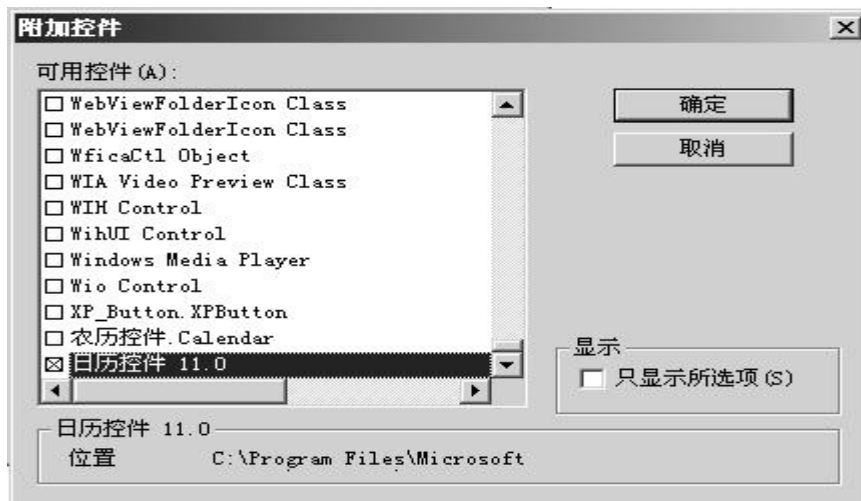 附加控件
可用控件(A):
WebViewFolderIcon Class
WebViewFolderIcon Class
WficaCtl Object
WIA Video Preview Class
WIH Control
WihUI Control
Windows Media Player
Wio Control
XP_Button.XPButton
农历控件.Calendar
日历控件 11.0
确定
取消
显示
只显示所选项(S)
日历控件 11.0
位置 C:\Program Files\Microsoft